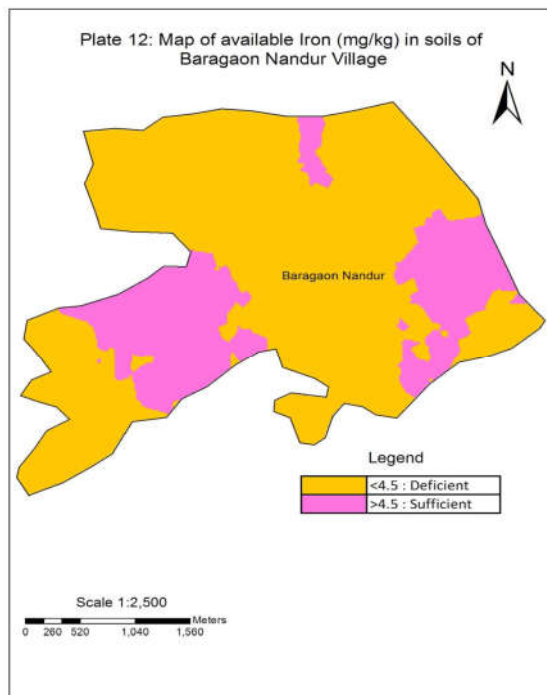 Plate 12: Map of available Iron (mg/kg) in soils of
Baragaon Nandur Village
N
Baragaon Nandur
Legend
<4.5 : Deficient
>4.5 : Sufficient
Scale 1:2,500
Meters
0 260 520 1,040 1,560